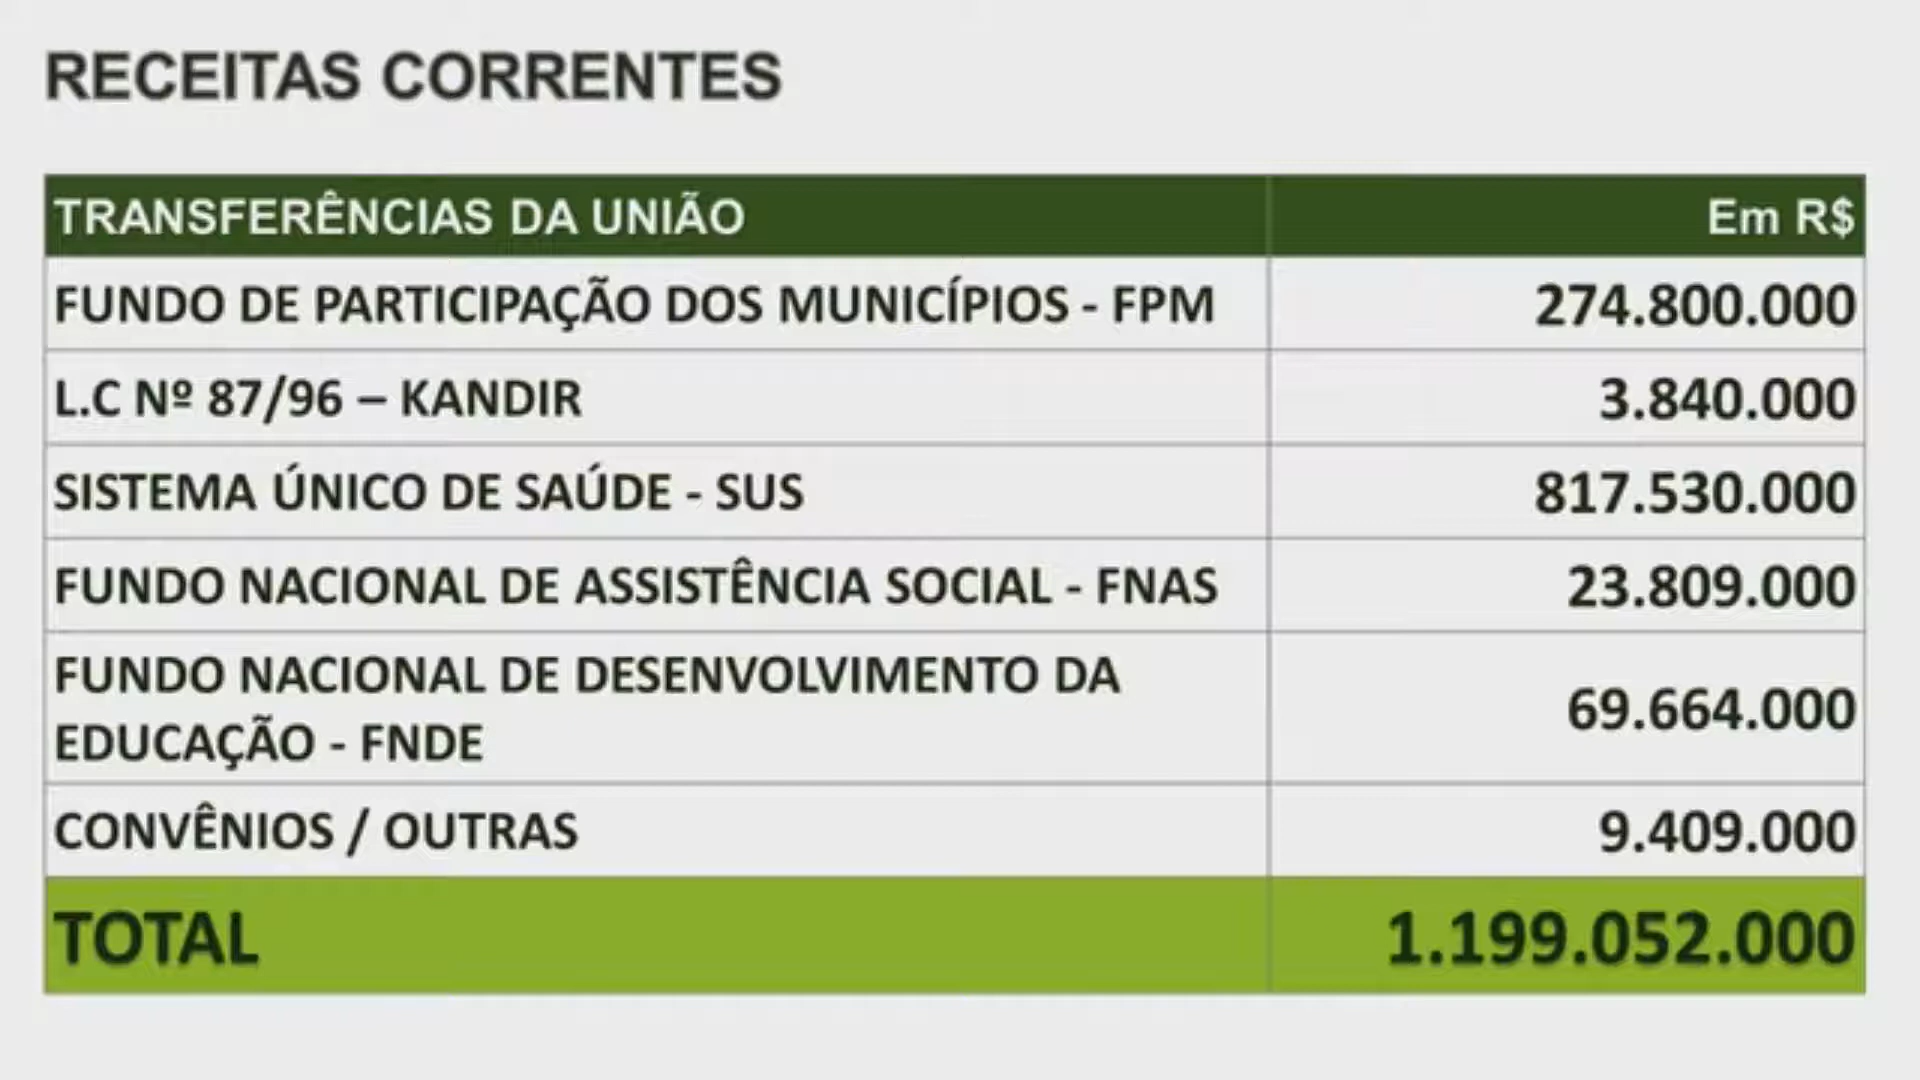 RECEITAS CORRENTES
TRANSFERÊNCIAS DA UNIÃO Em R$
FUNDO DE PARTICIPAÇÃO DOS MUNICÍPIOS - FPM 274.800.000
L.C Nº 87/96 – KANDIR 3.840.000
SISTEMA ÚNICO DE SAÚDE - SUS 817.530.000
FUNDO NACIONAL DE ASSISTÊNCIA SOCIAL - FNAS 23.809.000
FUNDO NACIONAL DE DESENVOLVIMENTO DA
EDUCAÇÃO - FNDE 69.664.000
CONVÊNIOS / OUTRAS 9.409.000
TOTAL 1.199.052.000